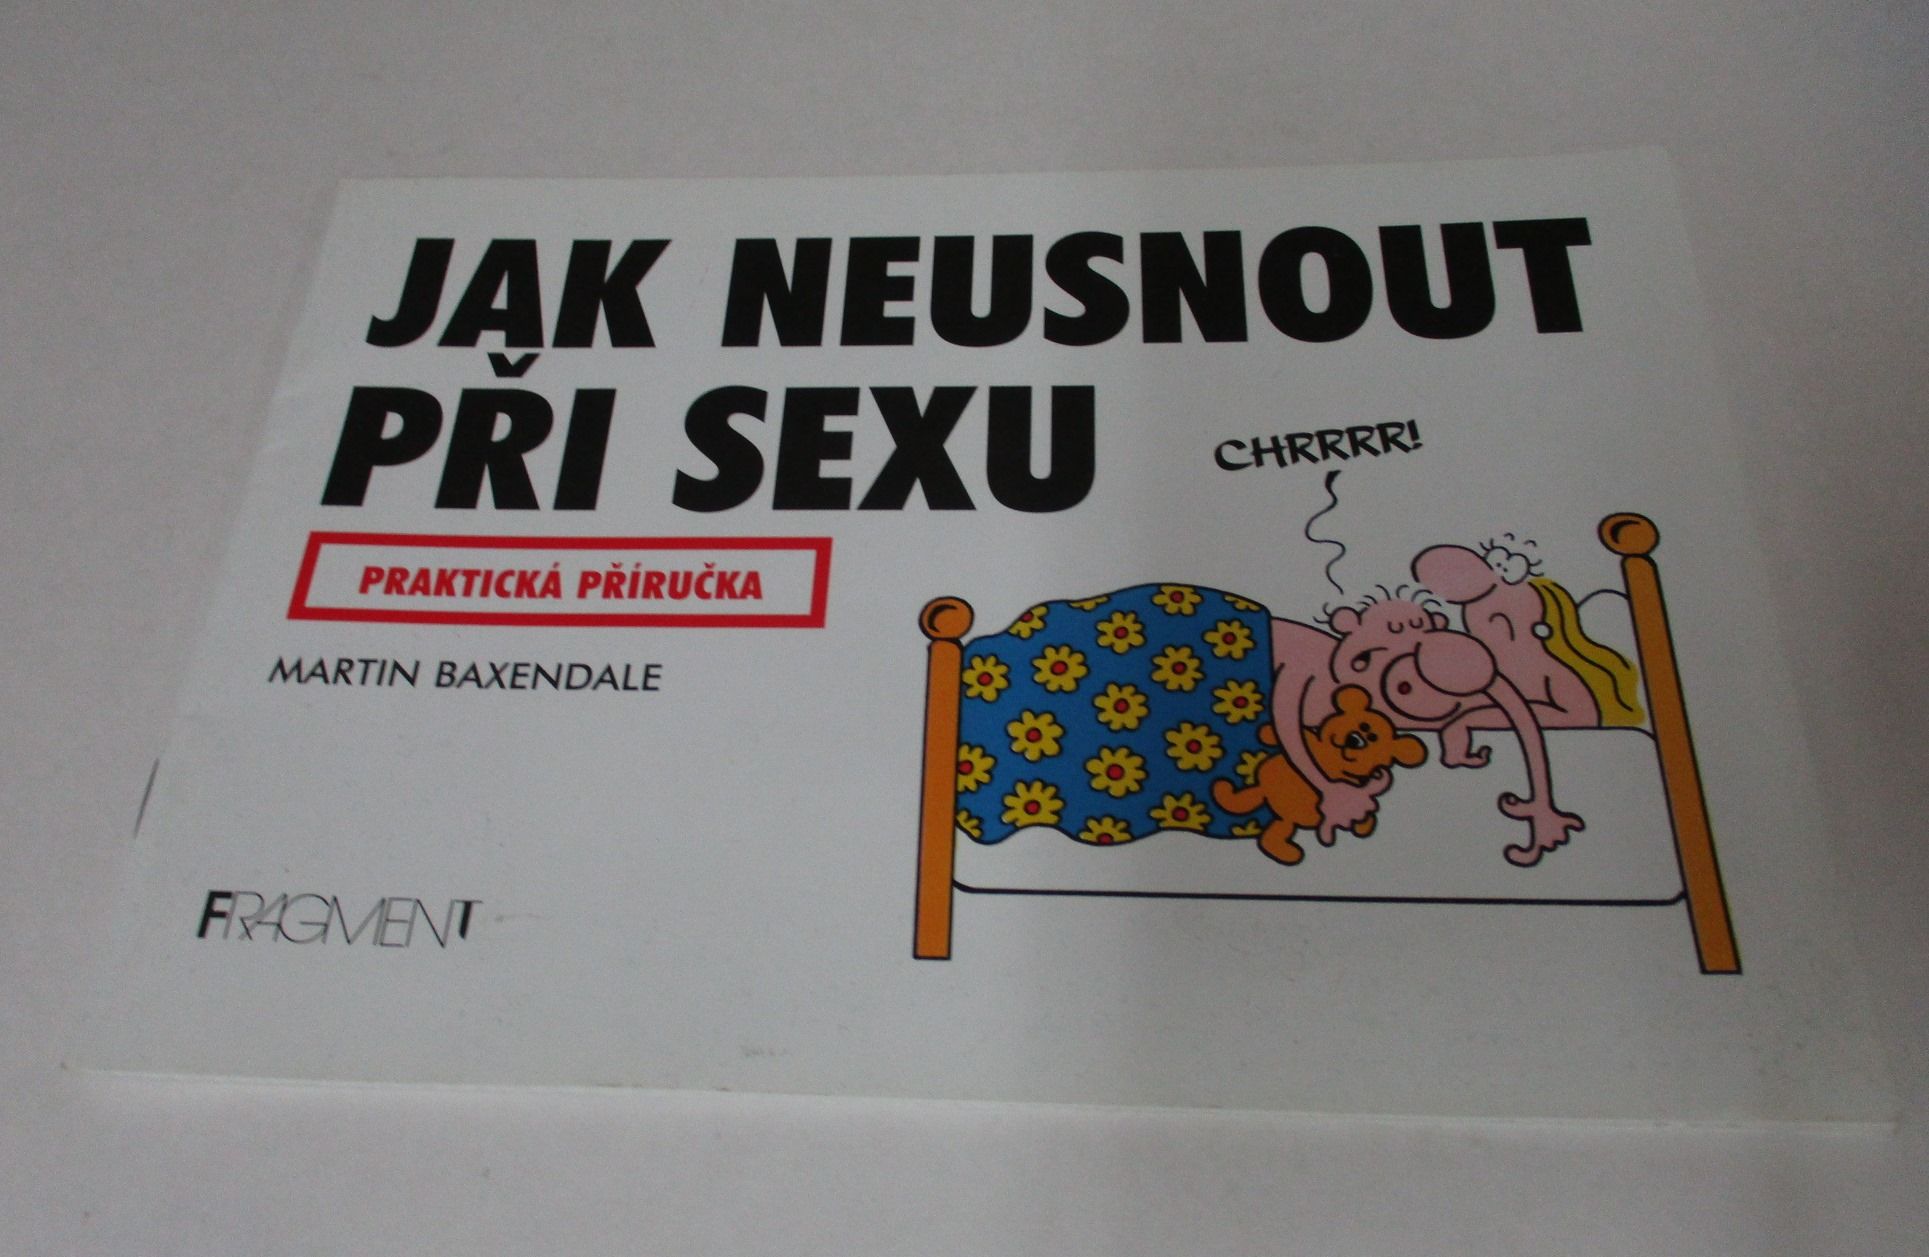 JAK NEUSNOUT
PŘI SEXU
CHRRRR!
PRAKTICKÁ PŘÍRUČKA
MARTIN BAXENDALE
FRAGMENT